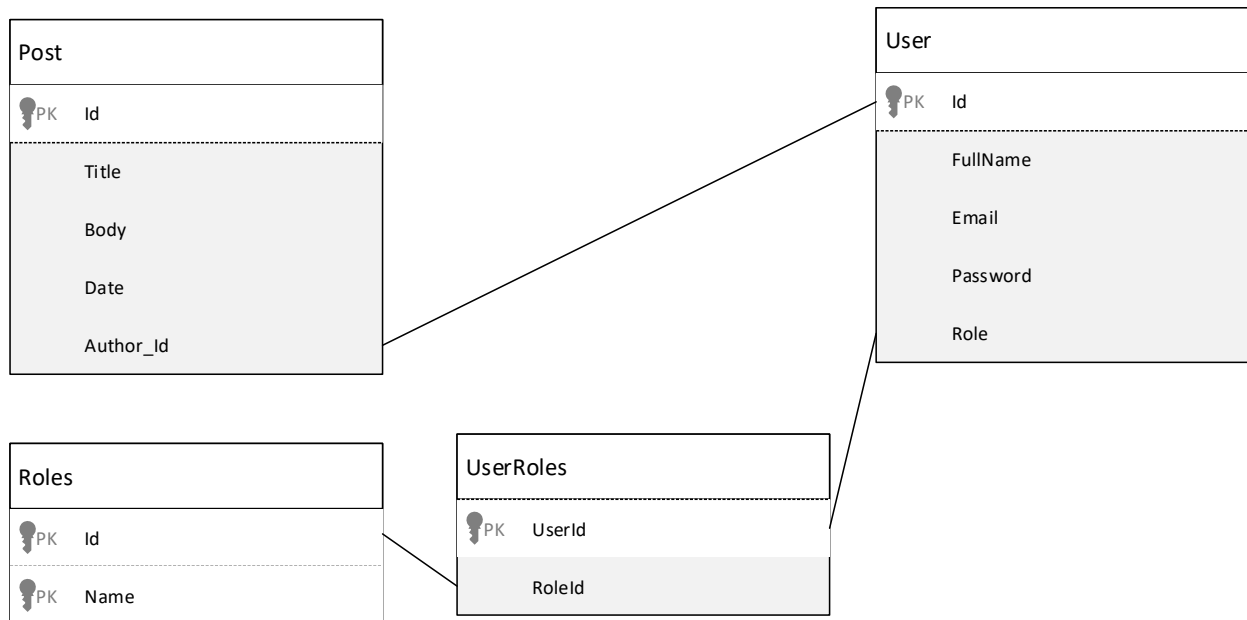 Post
PK Id
Title
Body
Date
Author_Id
User
PK Id
FullName
Email
Password
Role
Roles
PK Id
PK Name
UserRoles
PK UserId
RoleId